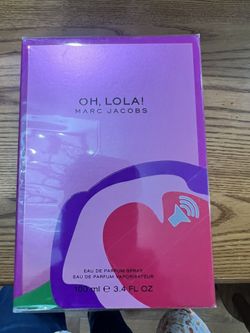 OH, LOLA!
MARC JACOBS
EAU DE PARFUM SPRAY
EAU DE PARFUM VAPORISATEUR
100 ml ℮ 3.4 FL OZ